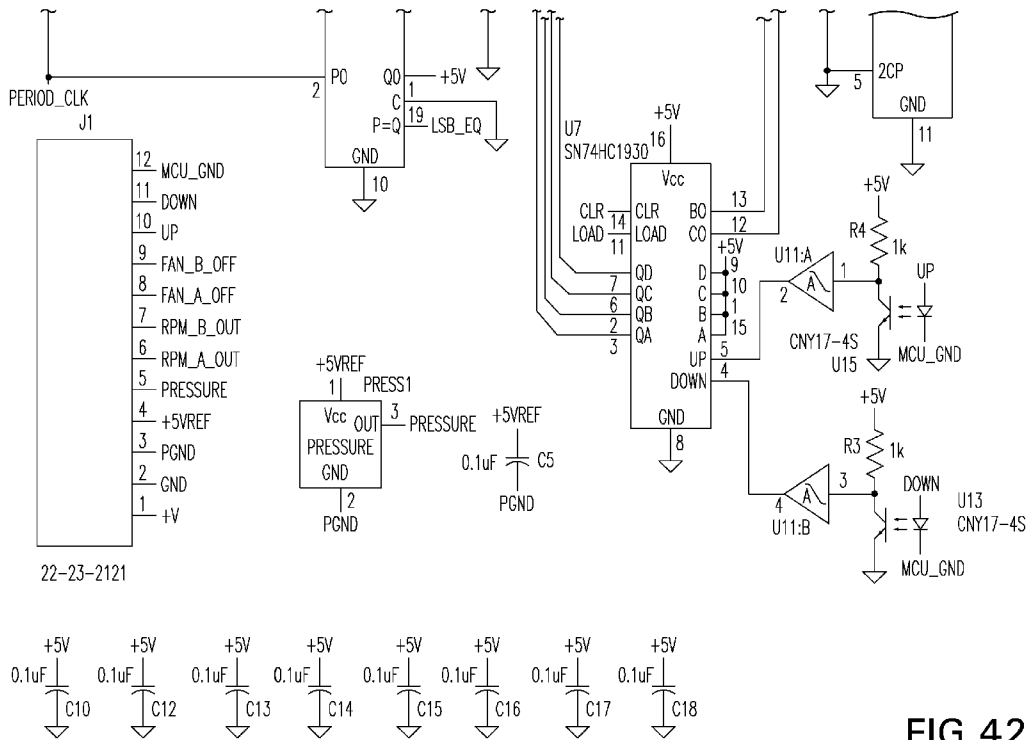 PERIOD_CLK
2
P0
Q0
+5V
1
C
19
P=Q
LSB_EQ
GND
10
5
2CP
GND
11
J1
12 MCU_GND
11 DOWN
10 UP
9 FAN_B_OFF
8 FAN_A_OFF
7 RPM_B_OUT
6 RPM_A_OUT
5 PRESSURE
4 +5VREF
3 PGND
2 GND
1 +V
22-23-2121
+5VREF
1
PRESS1
Vcc
OUT
3
PRESSURE
PRESSURE
GND
2
PGND
+5VREF
0.1uF
C5
PGND
U7
SN74HC1930
+5V
16
Vcc
CLR
14
CLR
LOAD
11
LOAD
BO
13
CO
12
+5V
QD
7
QC
6
QB
2
QA
3
D
9
C
10
B
1
A
15
UP
5
DOWN
4
GND
8
U11:A
2
A
1
+5V
R4
1k
UP
CNY17-4S
U15
MCU_GND
+5V
R3
1k
4
A
3
U11:B
DOWN
U13
CNY17-4S
MCU_GND
+5V +5V +5V +5V +5V +5V +5V +5V
0.1uF 0.1uF 0.1uF 0.1uF 0.1uF 0.1uF 0.1uF 0.1uF
C10 C12 C13 C14 C15 C16 C17 C18
FIG.42